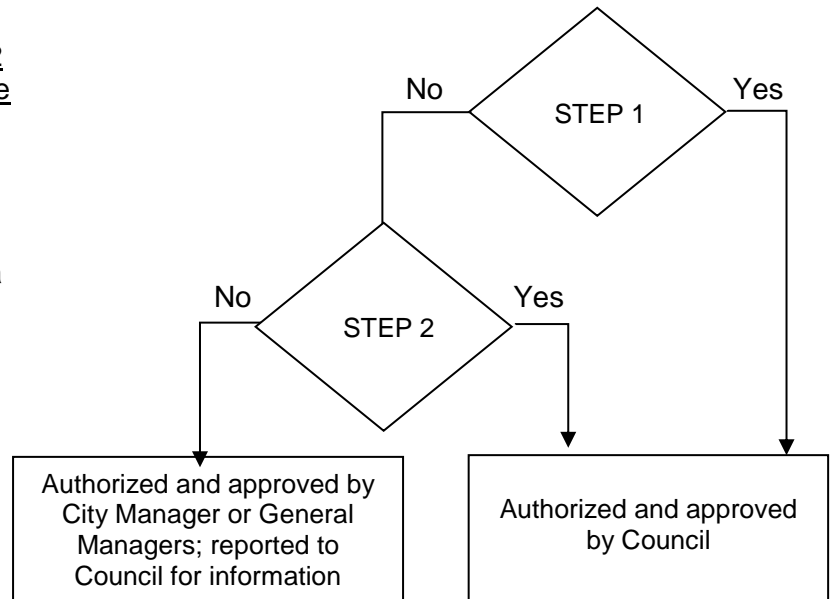 No
Yes
STEP 1
No
Yes
STEP 2
Authorized and approved by
City Manager or General
Managers; reported to
Council for information
Authorized and approved
by Council